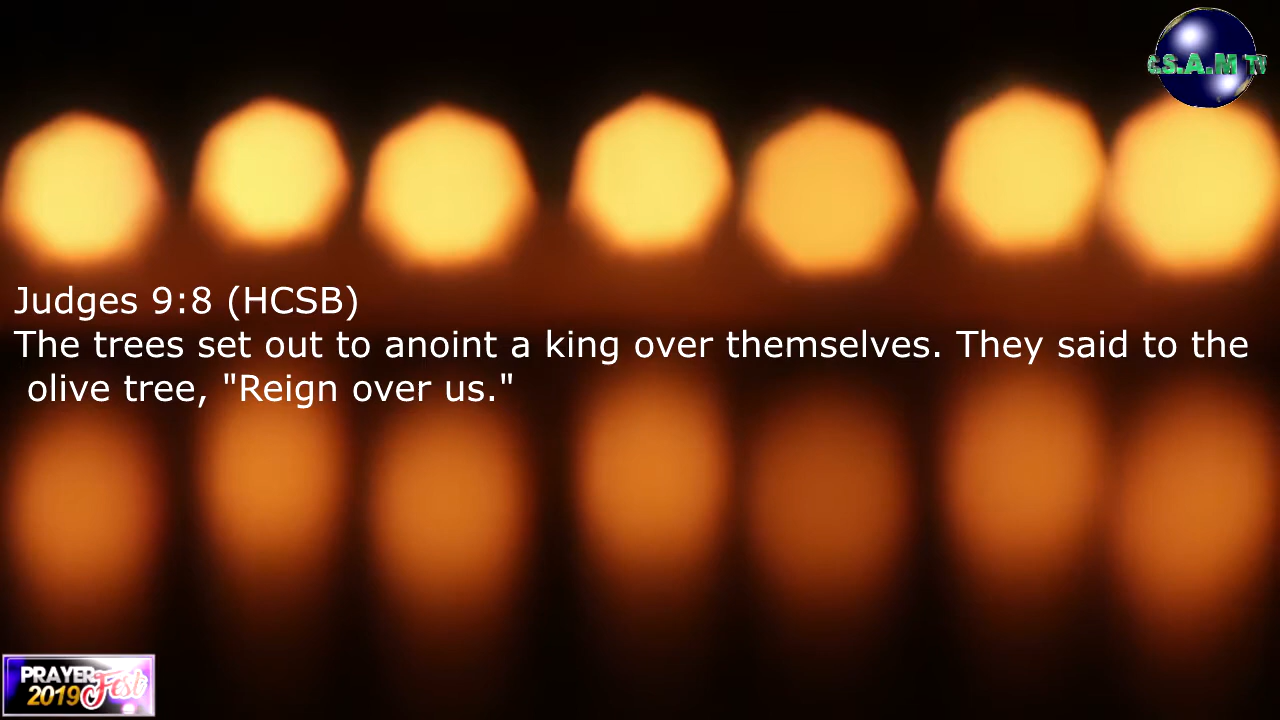 C.S.A.M TV
Judges 9:8 (HCSB)
The trees set out to anoint a king over themselves. They said to the
olive tree, "Reign over us."
PRAYER
2019 Fest